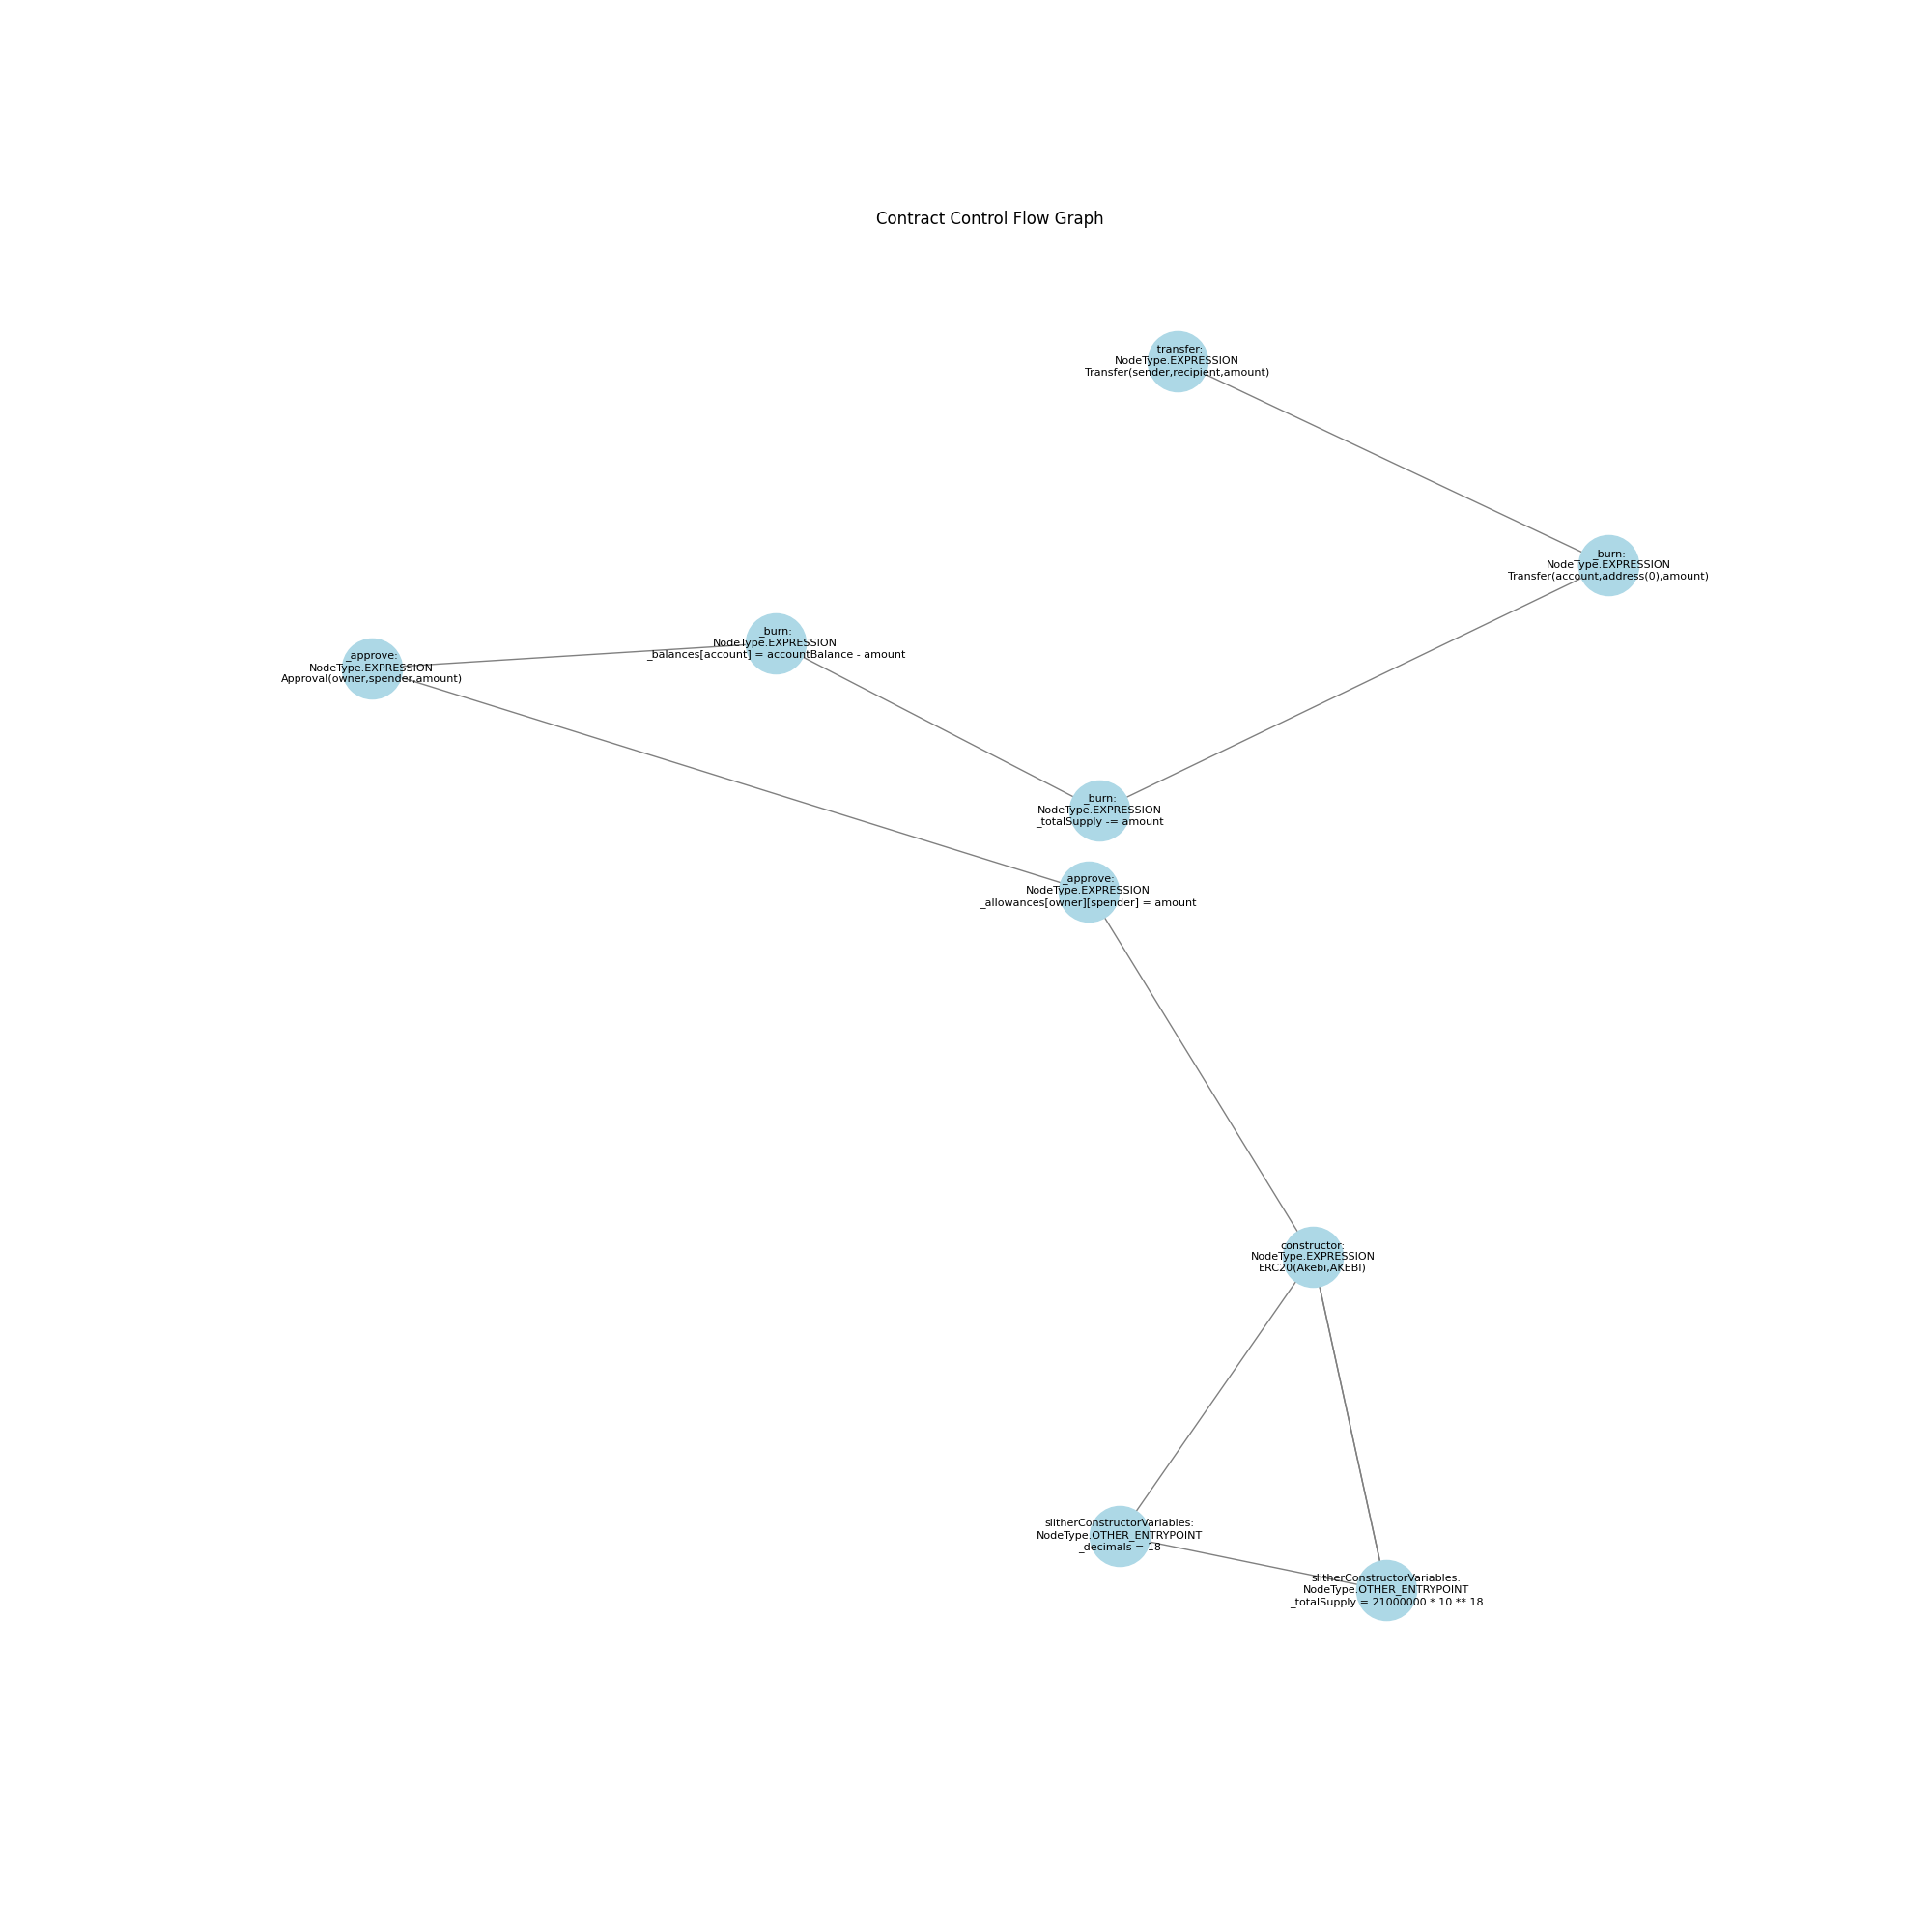 Contract Control Flow Graph
_transfer:
NodeType.EXPRESSION
Transfer(sender,recipient,amount)
_burn:
NodeType.EXPRESSION
Transfer(account,address(0),amount)
_burn:
NodeType.EXPRESSION
_balances[account] = accountBalance - amount
_approve:
NodeType.EXPRESSION
Approval(owner,spender,amount)
_burn:
NodeType.EXPRESSION
_totalSupply -= amount
_approve:
NodeType.EXPRESSION
_allowances[owner][spender] = amount
constructor:
NodeType.EXPRESSION
ERC20(Akebi,AKEBI)
slitherConstructorVariables:
NodeType.OTHER_ENTRYPOINT
_decimals = 18
slitherConstructorVariables:
NodeType.OTHER_ENTRYPOINT
_totalSupply = 21000000 * 10 ** 18